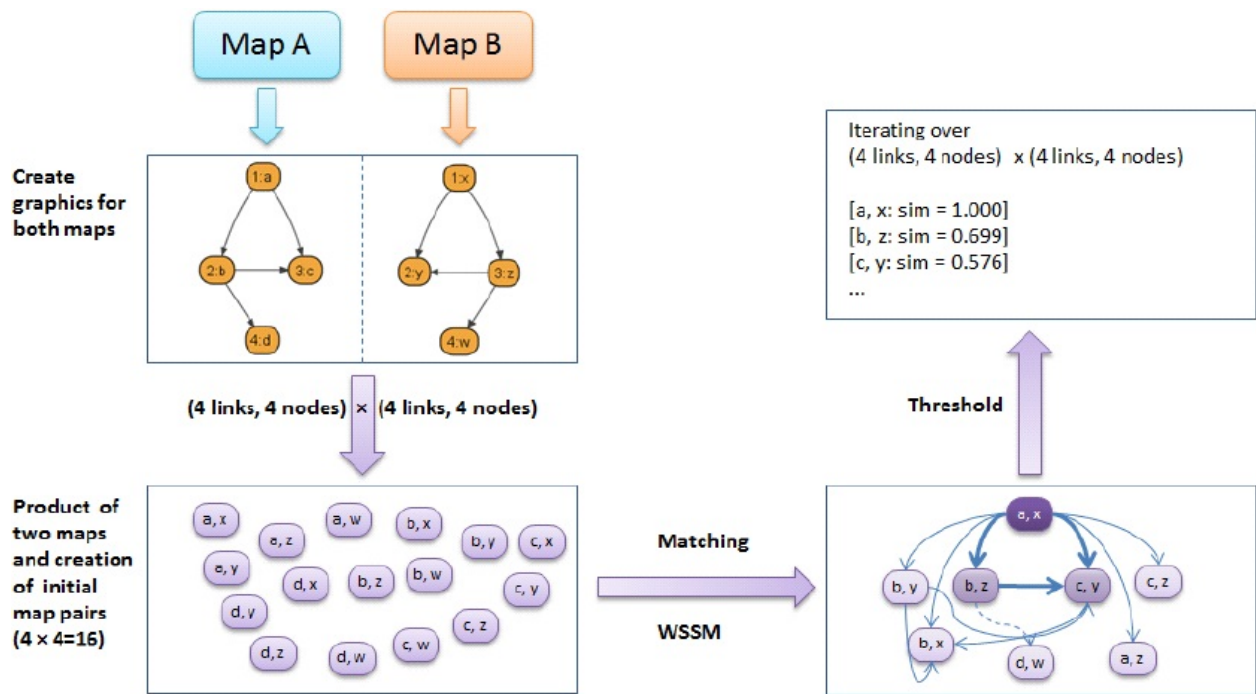 Map A
Map B
Create
graphics for
both maps
1:a
2:b
3:c
4:d
1:x
2:y
3:z
4:w
(4 links, 4 nodes) x (4 links, 4 nodes)
Product of
two maps
and creation
of initial
map pairs
(4 × 4=16)
a, x
a, w
b, x
a, z
b, y
c, x
a, y
d, x
b, z
b, w
c, y
d, y
c, z
d, z
d, w
c, w
Matching
WSSM
a, x
b, y
b, z
c, y
c, z
b, x
d, w
a, z
Threshold
Iterating over
(4 links, 4 nodes) x (4 links, 4 nodes)
[a, x: sim = 1.000]
[b, z: sim = 0.699]
[c, y: sim = 0.576]
...